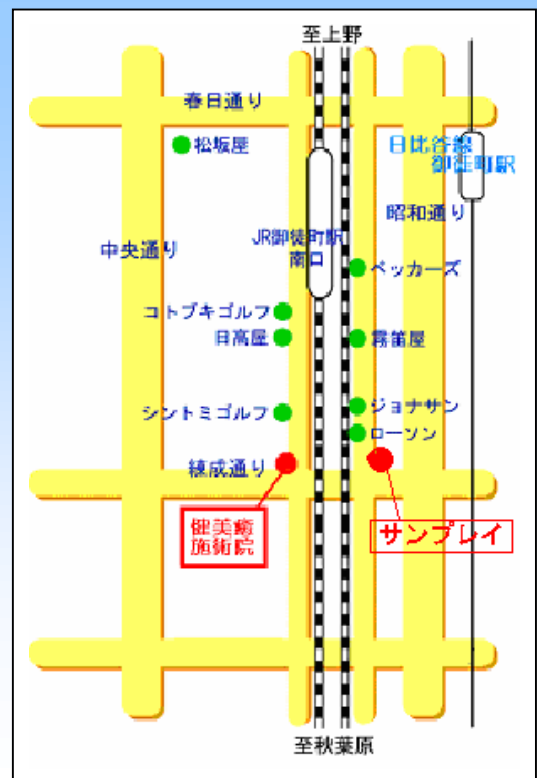 至上野
春日通り
松坂屋
日比谷線
御徒町駅
昭和通り
中央通り
JR御徒町駅
南口
ベッカーズ
コトブキゴルフ
日高屋
霧笛屋
シントミゴルフ
ジョナサン
ローソン
練成通り
健美癒
施術院
サンプレイ
至秋葉原